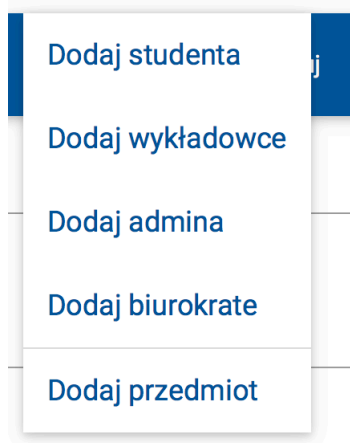 Dodaj studenta
Dodaj wykładowce
Dodaj admina
Dodaj biurokrate
Dodaj przedmiot